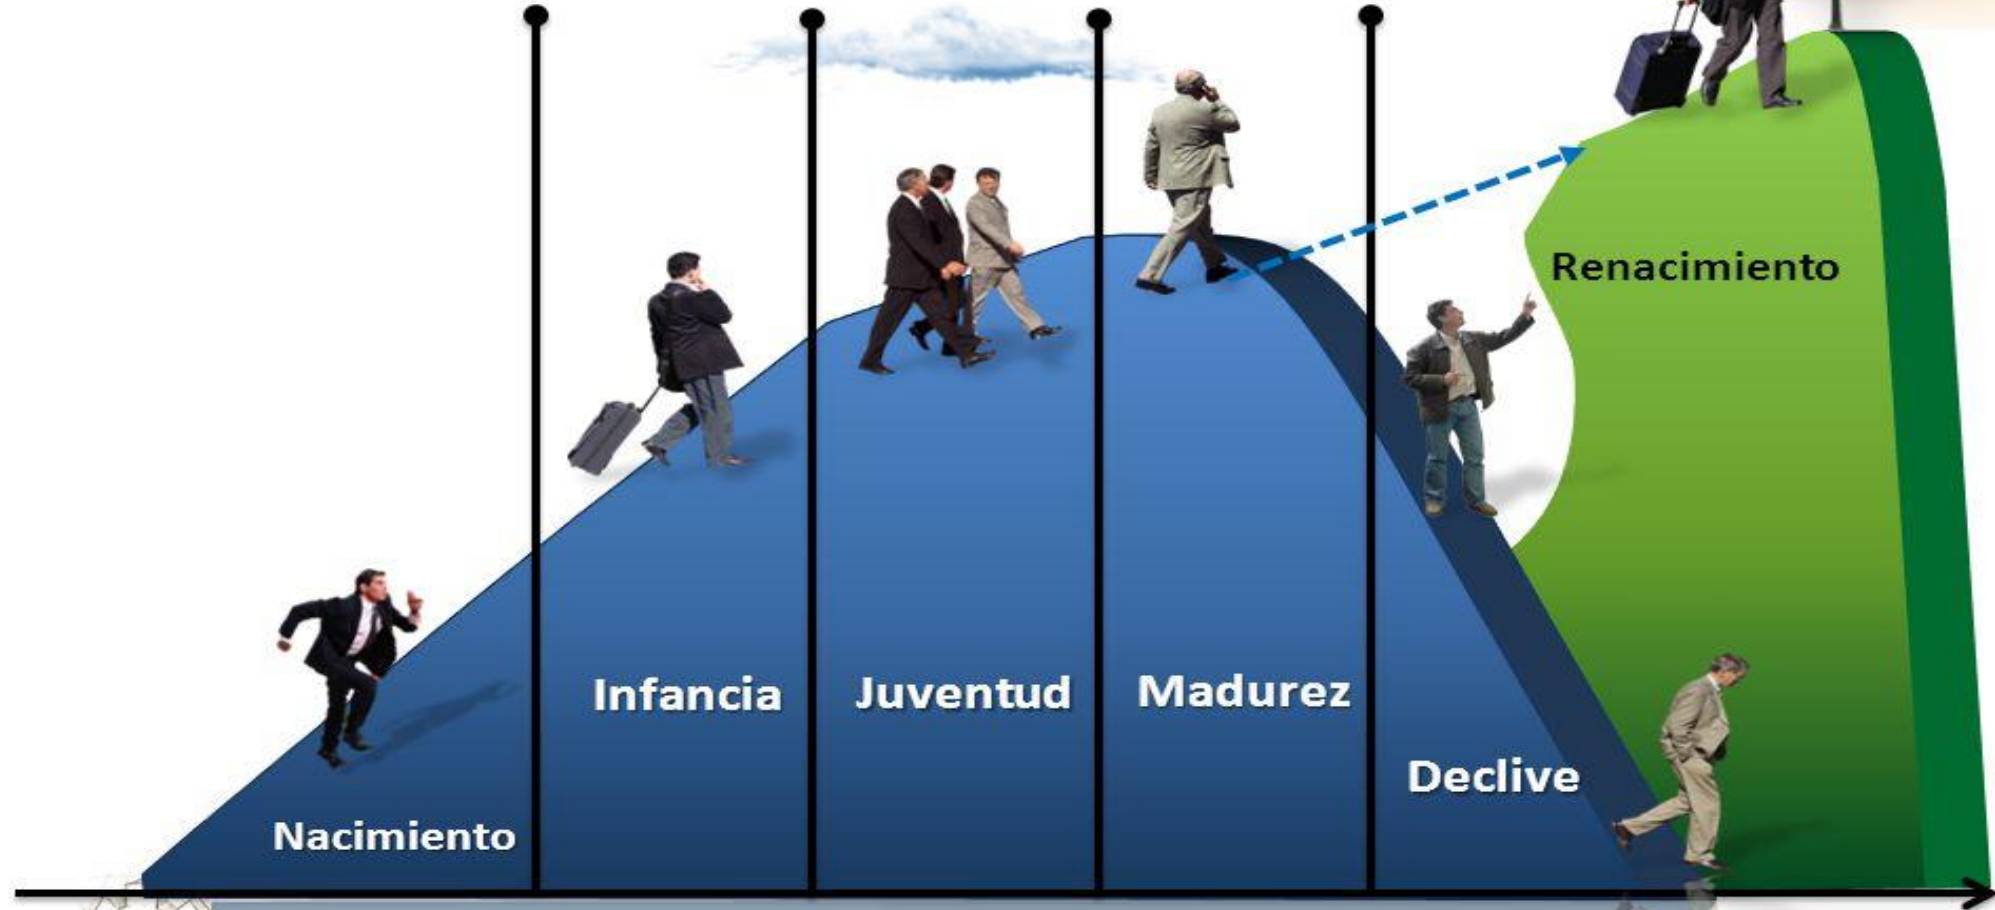 Nacimiento
Infancia
Juventud
Madurez
Declive
Renacimiento